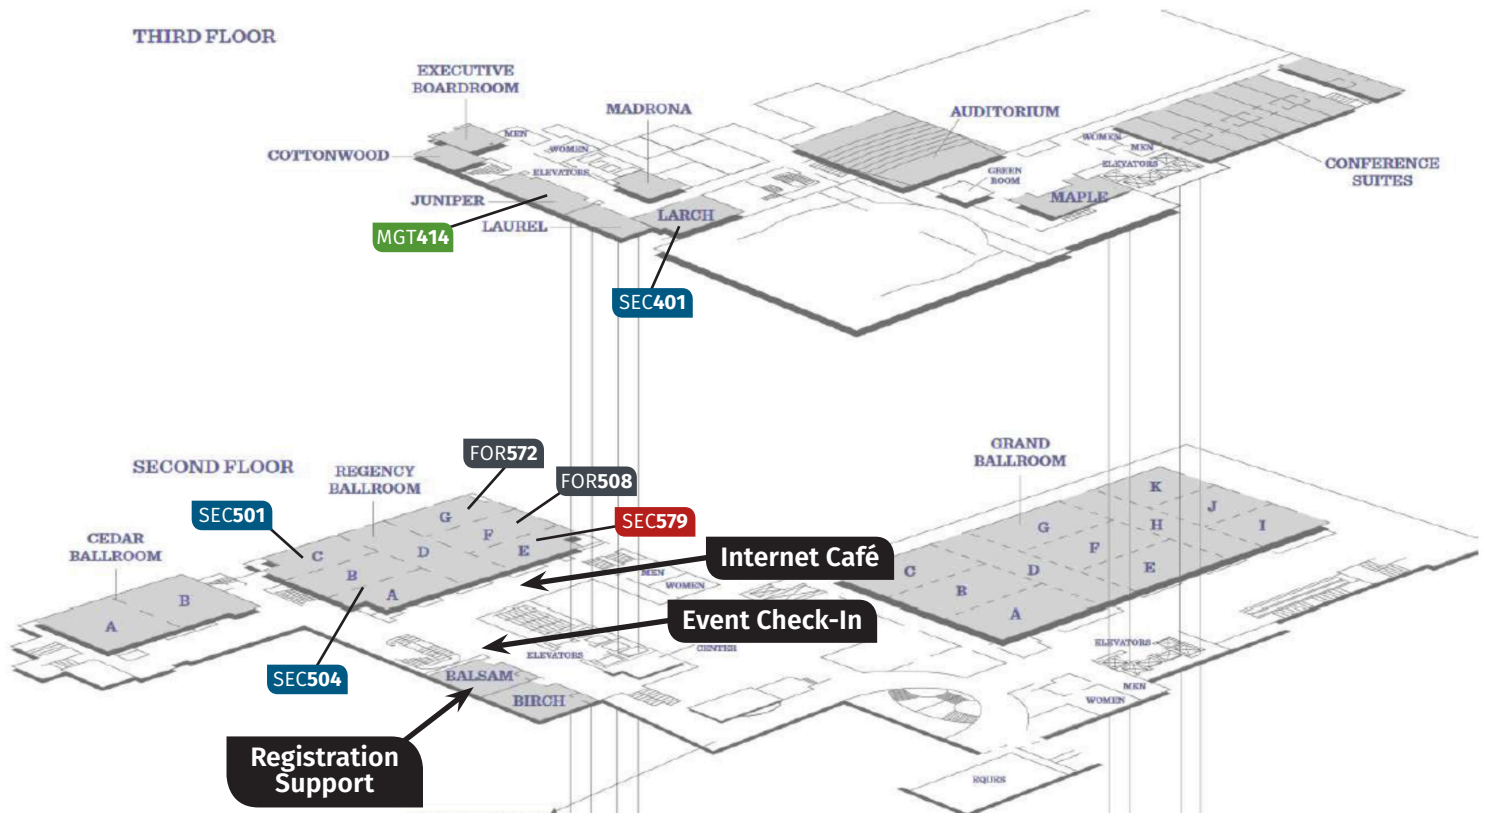 THIRD FLOOR
EXECUTIVE
BOARDROOM
MEN
WOMEN
ELEVATORS
MADRONA
COTTONWOOD
JUNIPER
LAUREL
LARCH
MGT414
SEC401
AUDITORIUM
GREEN
ROOM
MAPLE
WOMEN
MEN
ELEVATORS
CONFERENCE
SUITES
SECOND FLOOR
REGENCY
BALLROOM
FOR572
FOR508
SEC579
SEC501
CEDAR
BALLROOM
A
B
C
B
A
D
G
F
E
SEC504
Internet Café
Event Check-In
MEN
WOMEN
ELEVATORS
CENTER
BALSAM
BIRCH
Registration
Support
GRAND
BALLROOM
K
J
I
G
H
F
E
C
D
B
A
ELEVATORS
MEN
WOMEN
EQUES